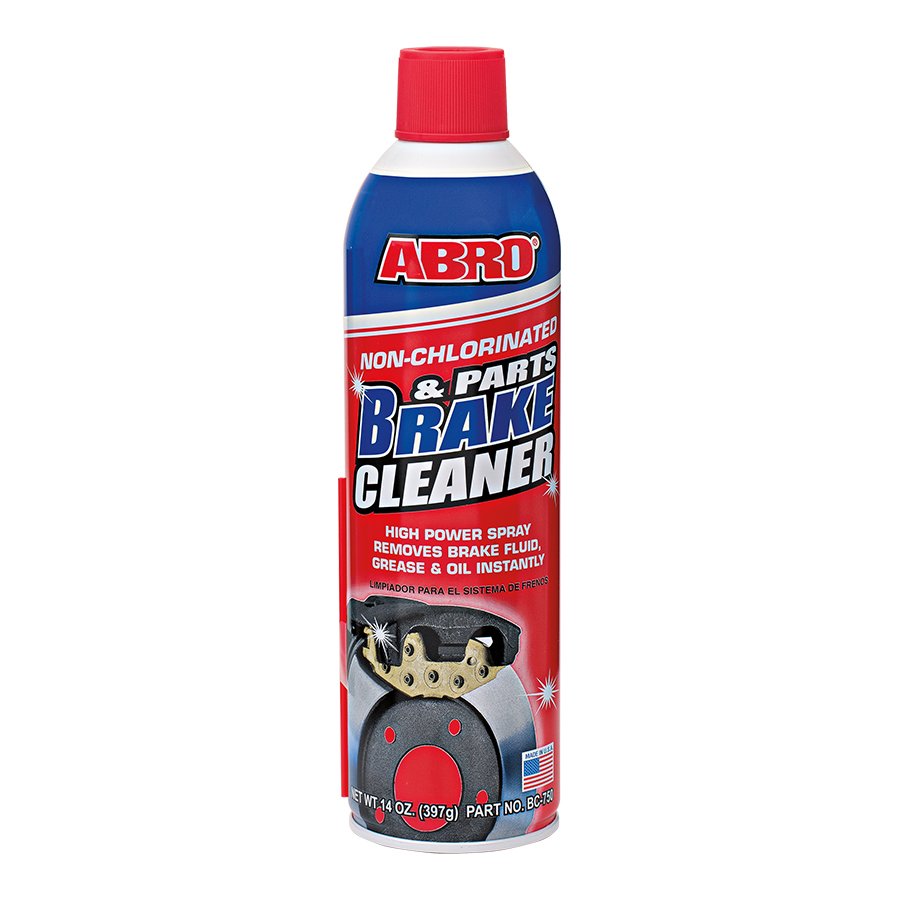 ABRO®
NON-CHLORINATED
& PARTS
BRAKE
CLEANER
HIGH POWER SPRAY
REMOVES BRAKE FLUID,
GREASE & OIL INSTANTLY
LIMPIADOR PARA EL SISTEMA DE FRENOS
MADE IN U.S.A.
NET WT 14 OZ. (397g) PART NO. BC-750